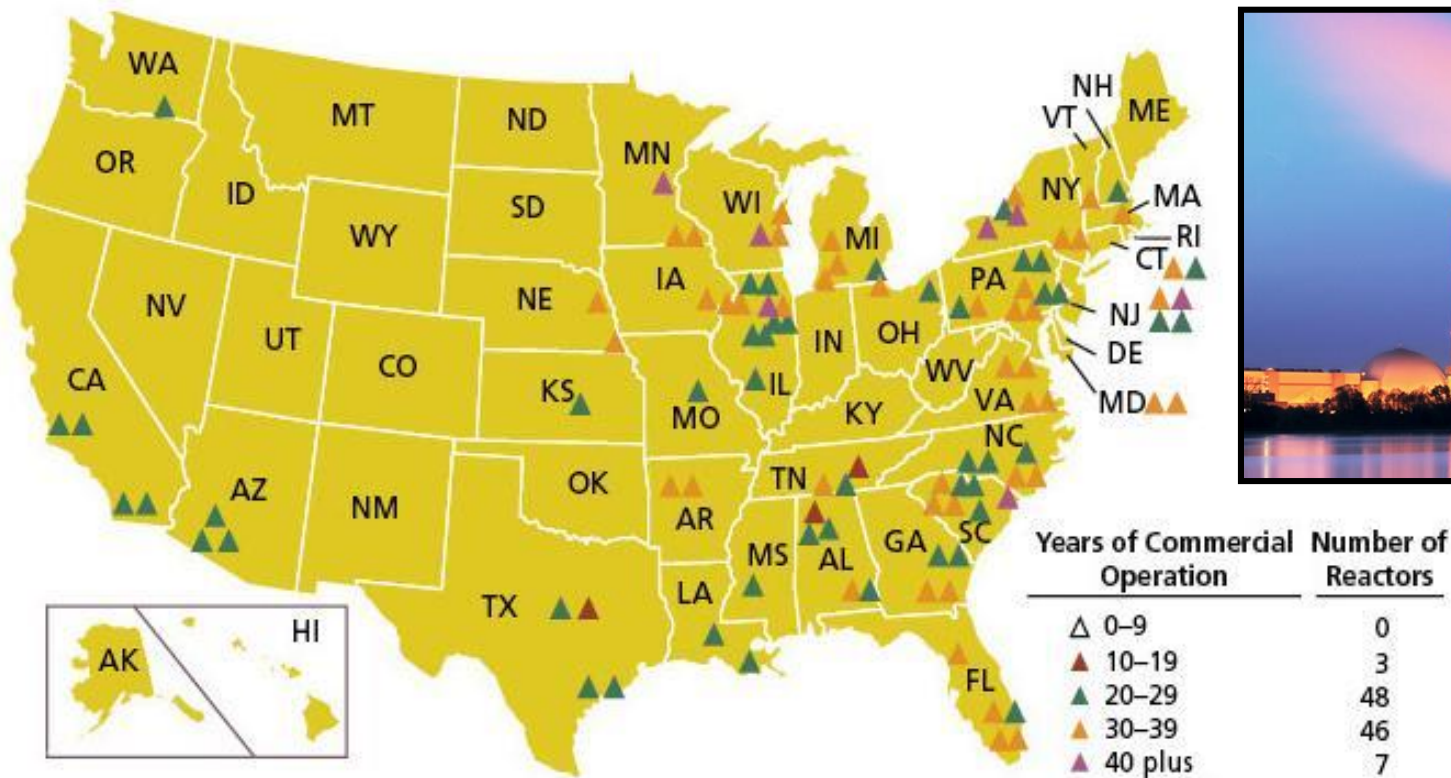 WA
MT
ND
MN
NH
VT
ME
OR
ID
SD
WI
NY
MA
WY
MI
RI
CT
NV
NE
IA
PA
NJ
UT
CO
IL
IN
OH
DE
CA
KS
MO
WV
VA
MD
KY
NC
AZ
NM
OK
TN
AR
SC
MS
AL
GA
TX
LA
HI
AK
FL
Years of Commercial Operation Number of Reactors
0–9 0
10–19 3
20–29 48
30–39 46
40 plus 7